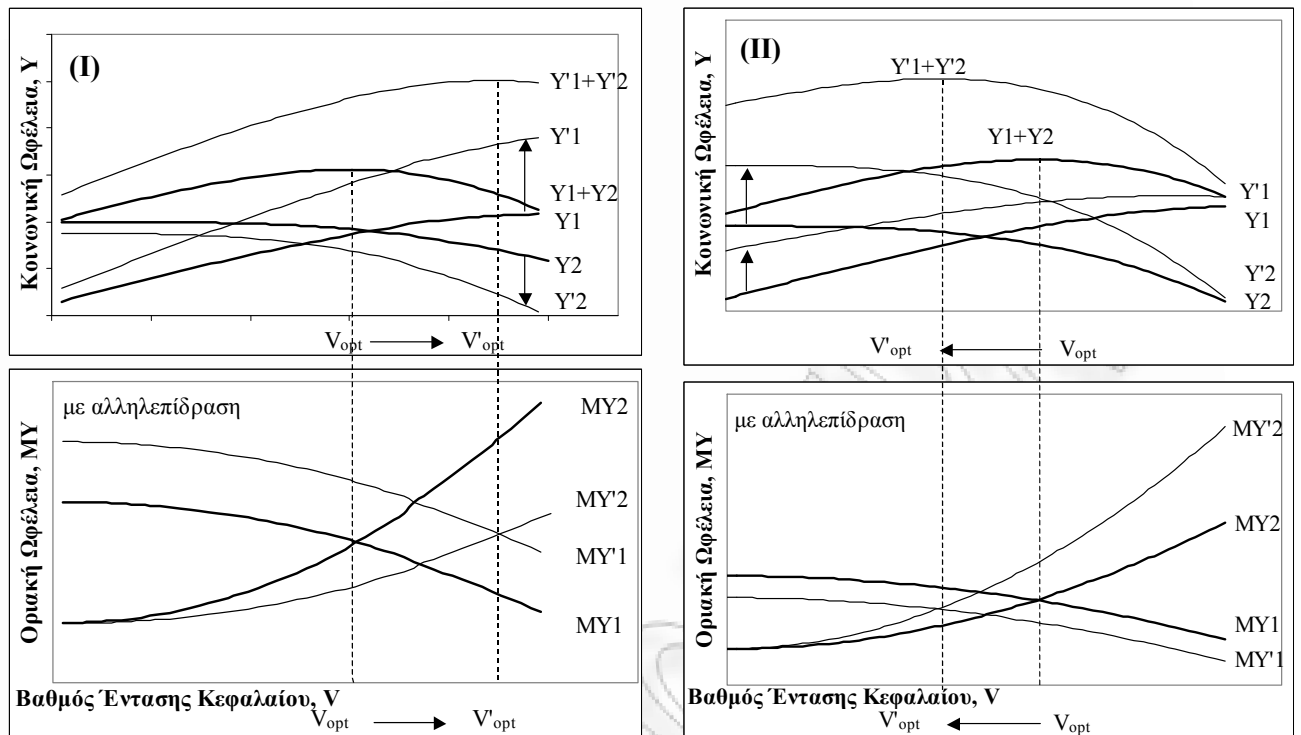 (I)
Κοινωνική Ωφέλεια, Y
Y'1+Y'2
Y'1
Y1+Y2
Y1
Y2
Y'2
Vopt
V'opt
με αλληλεπίδραση
Οριακή Ωφέλεια, MY
MY2
MY'2
MY'1
MY1
Βαθμός Έντασης Κεφαλαίου, V
Vopt
V'opt
(II)
Κοινωνική Ωφέλεια, Y
Y'1+Y'2
Y1+Y2
Y'1
Y1
Y'2
Y2
V'opt
Vopt
με αλληλεπίδραση
Οριακή Ωφέλεια, MY
MY'2
MY2
MY1
MY'1
Βαθμός Έντασης Κεφαλαίου, V
V'opt
Vopt